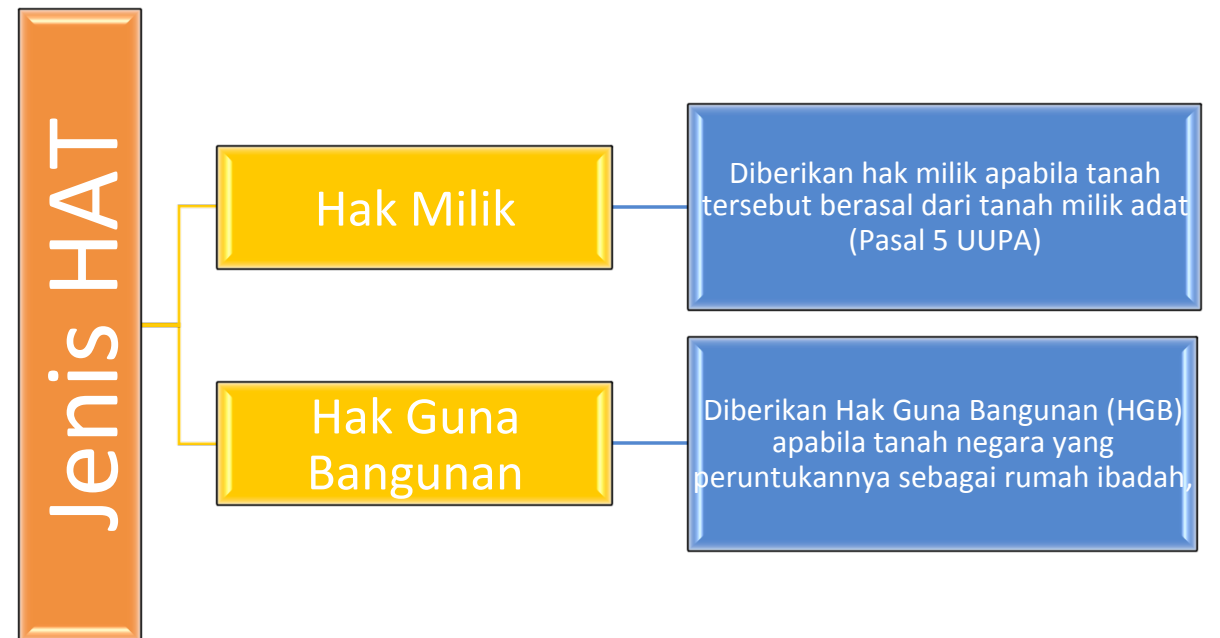 Jenis HAT
Hak Milik
Diberikan hak milik apabila tanah
tersebut berasal dari tanah milik adat
(Pasal 5 UUPA)
Hak Guna
Bangunan
Diberikan Hak Guna Bangunan (HGB)
apabila tanah negara yang
peruntukannya sebagai rumah ibadah,